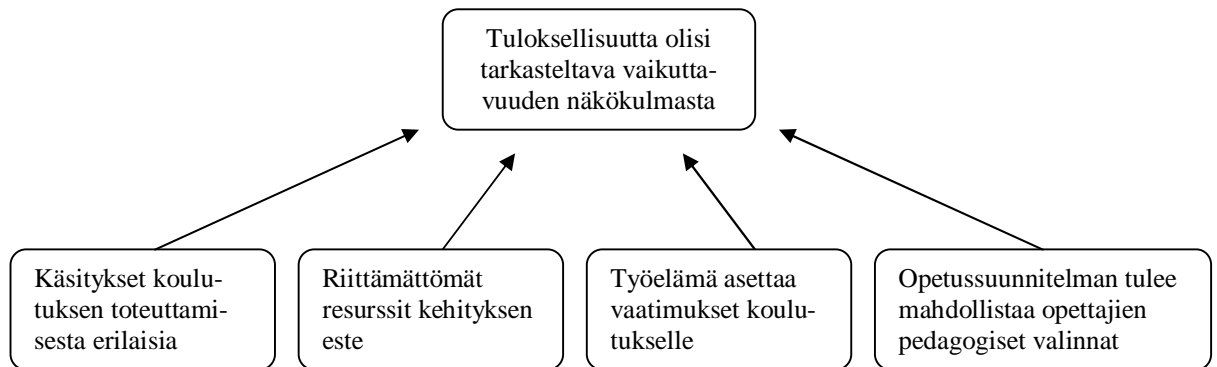 Tuloksellisuutta olisi
tarkasteltava vaikutta-
vuuden näkökulmasta
Käsitykset koulu-
tuksen toteuttami-
sesta erilaisia
Riittämättömät
resurssit kehityksen
este
Työelämä asettaa
vaatimukset koulu-
tukselle
Opetussuunnitelman tulee
mahdollistaa opettajien
pedagogiset valinnat